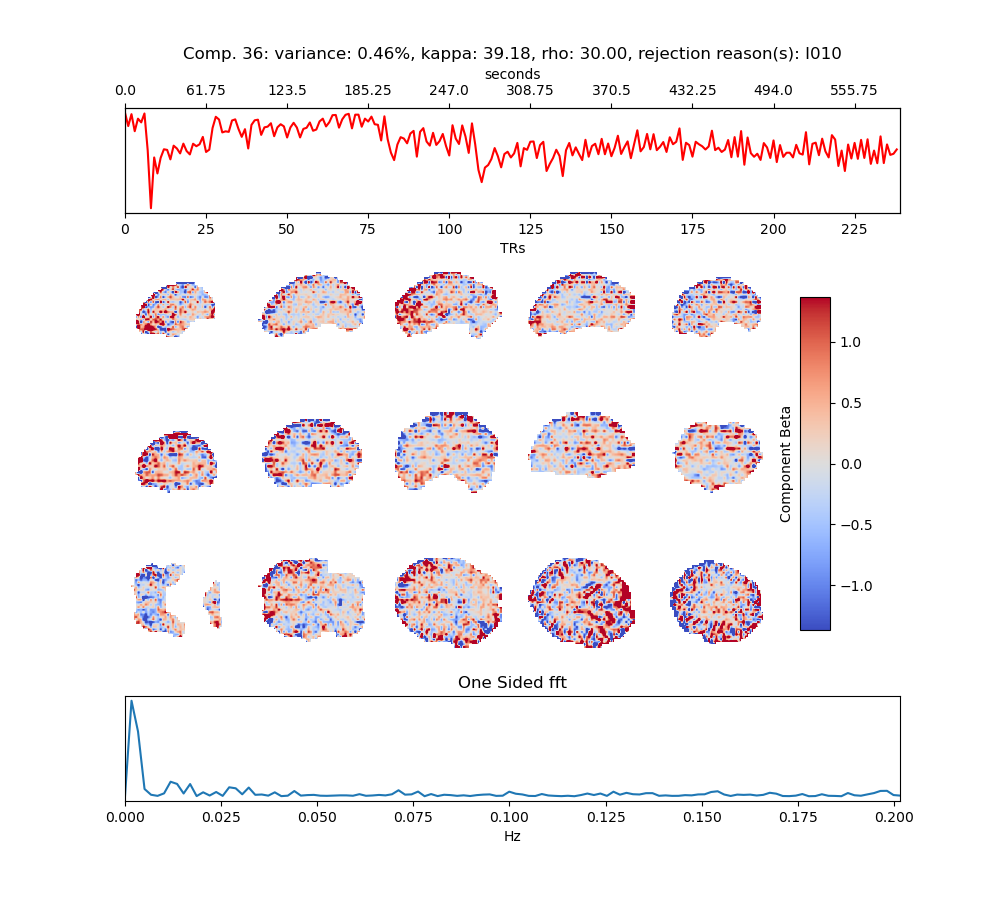 Comp. 36: variance: 0.46%, kappa: 39.18, rho: 30.00, rejection reason(s): I010
seconds
0.0 61.75 123.5 185.25 247.0 308.75 370.5 432.25 494.0 555.75
0 25 50 75 100 125 150 175 200 225
TRs
1.0
0.5
0.0
−0.5
−1.0
Component Beta
One Sided fft
0.000 0.025 0.050 0.075 0.100 0.125 0.150 0.175 0.200
Hz